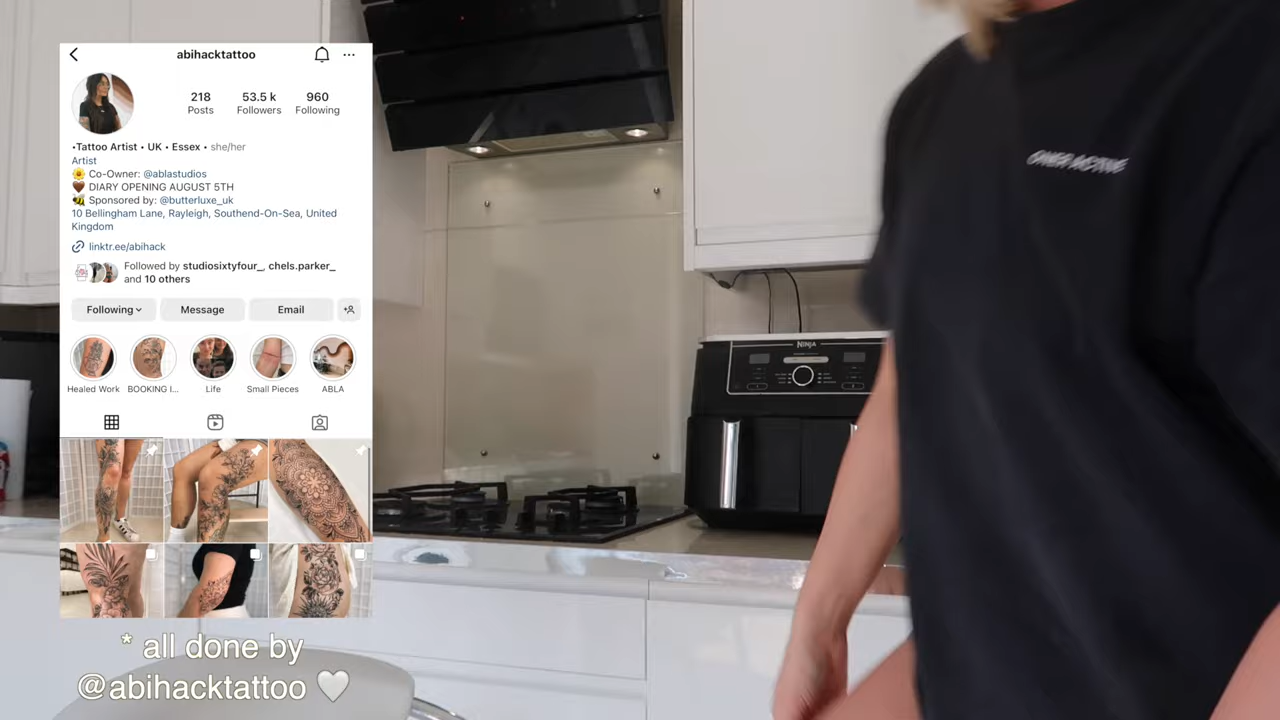 abihacktattoo
218
Posts
53.5 k
Followers
960
Following
•Tattoo Artist • UK • Essex • she/her
Artist
🌼 Co-Owner: @ablastudios
🤎 DIARY OPENING AUGUST 5TH
🐝 Sponsored by: @butterluxe_uk
10 Bellingham Lane, Rayleigh, Southend-On-Sea, United
Kingdom
linktr.ee/abihack
Followed by studiosixtyfour_, chels.parker_
and 10 others
Following
Message
Email
Healed Work
BOOKING I...
Life
Small Pieces
ABLA
* all done by
@abihacktattoo 🤍
NINJA
ONER ACTIVE